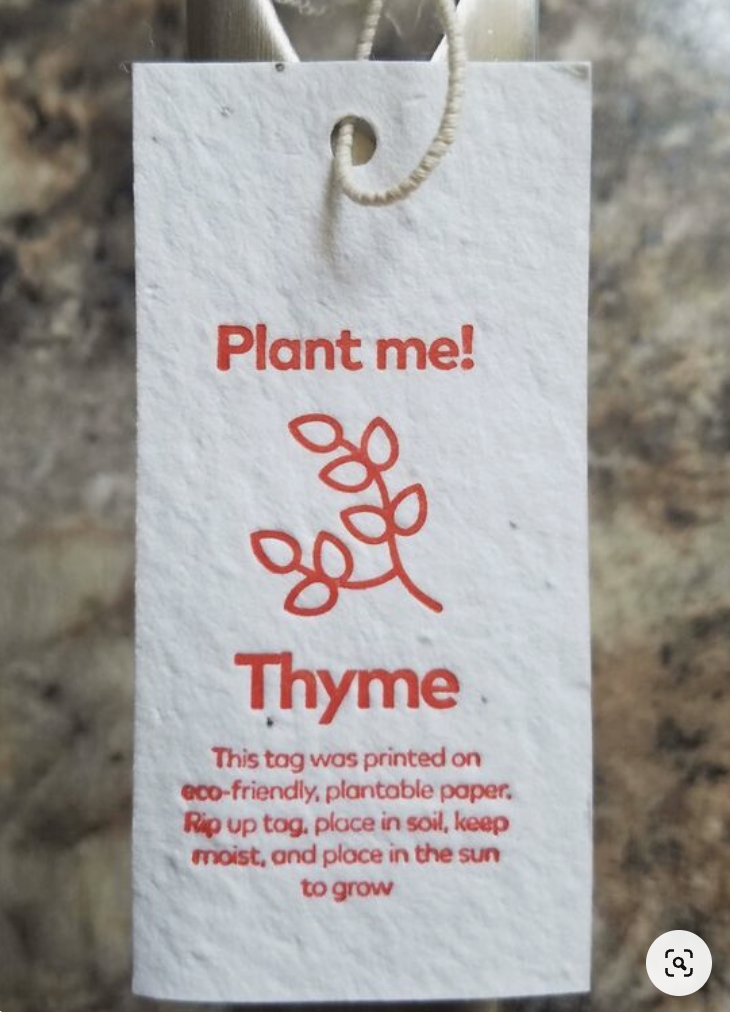 Plant me!
Thyme
This tag was printed on
eco-friendly, plantable paper.
Rip up tag, place in soil, keep
moist, and place in the sun
to grow